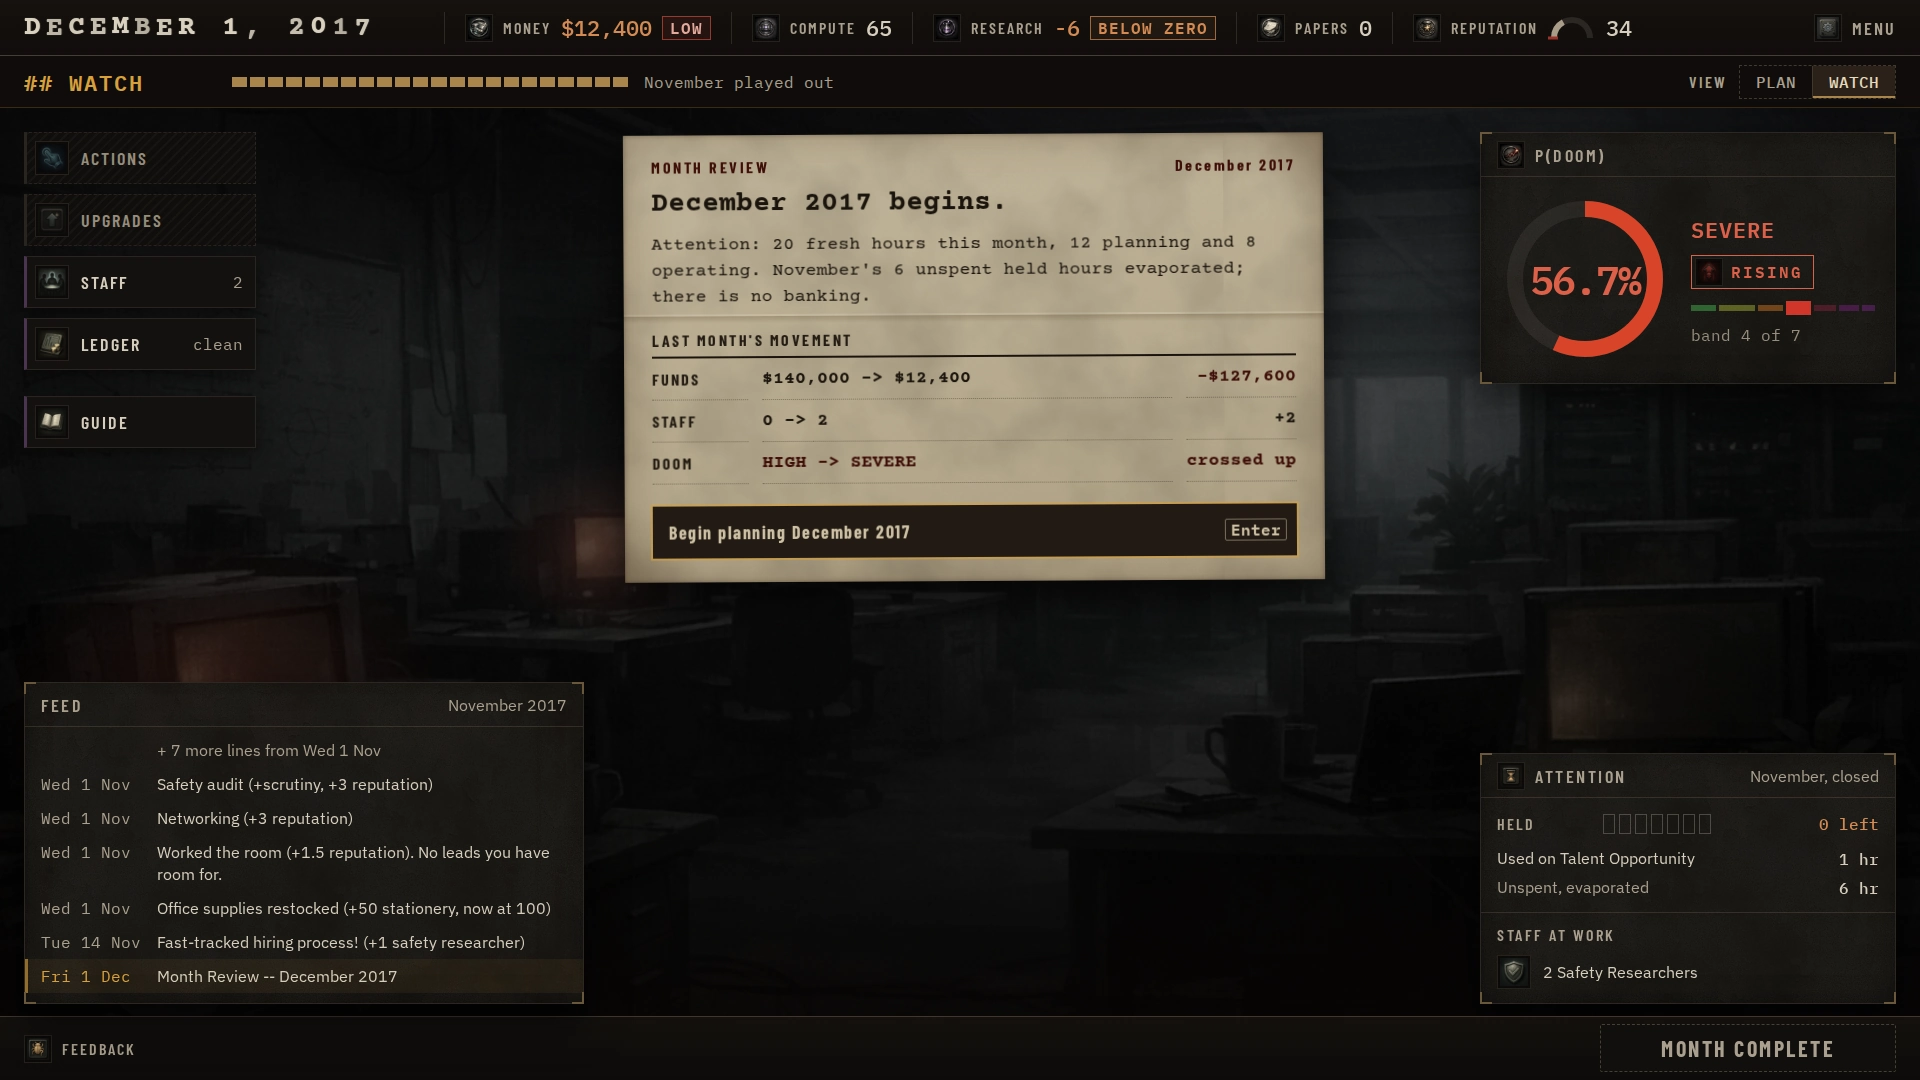 DECEMBER 1, 2017
MONEY $12,400 LOW
COMPUTE 65
RESEARCH -6 BELOW ZERO
PAPERS 0
REPUTATION 34
MENU
## WATCH
November played out
VIEW PLAN WATCH
ACTIONS
UPGRADES
STAFF 2
LEDGER clean
GUIDE
MONTH REVIEW December 2017
December 2017 begins.
Attention: 20 fresh hours this month, 12 planning and 8
operating. November's 6 unspent held hours evaporated;
there is no banking.
LAST MONTH'S MOVEMENT
FUNDS $140,000 -> $12,400 -$127,600
STAFF 0 -> 2 +2
DOOM HIGH -> SEVERE crossed up
Begin planning December 2017 Enter
P(DOOM)
56.7%
SEVERE
RISING
band 4 of 7
FEED November 2017
+ 7 more lines from Wed 1 Nov
Wed 1 Nov Safety audit (+scrutiny, +3 reputation)
Wed 1 Nov Networking (+3 reputation)
Wed 1 Nov Worked the room (+1.5 reputation). No leads you have
room for.
Wed 1 Nov Office supplies restocked (+50 stationery, now at 100)
Tue 14 Nov Fast-tracked hiring process! (+1 safety researcher)
Fri 1 Dec Month Review -- December 2017
ATTENTION November, closed
HELD 0 left
Used on Talent Opportunity 1 hr
Unspent, evaporated 6 hr
STAFF AT WORK
2 Safety Researchers
FEEDBACK
MONTH COMPLETE